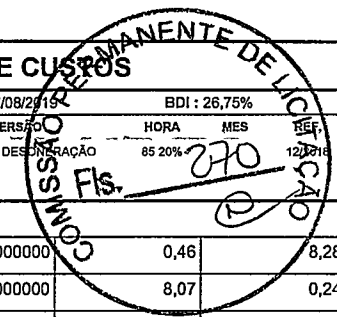 E CUSTOS
/08/2019 BDI : 26,75%
ERSÃO HORA MES REF.
DESONERAÇÃO 85 20% 12/2018
COMISSÃO PERMANENTE DE LICITAÇÃO
Fls. 270
000000 0,46 8,28
000000 8,07 0,24